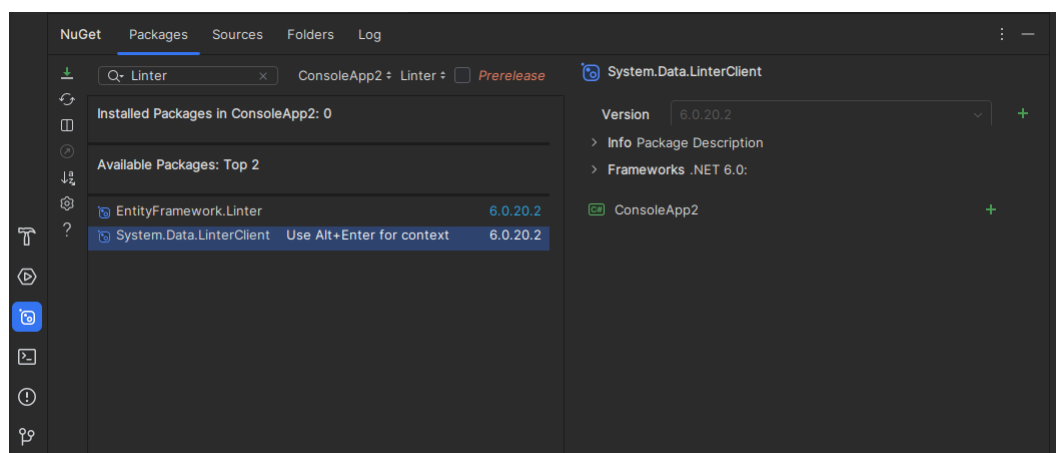 NuGet Packages Sources Folders Log
Linter ConsoleApp2 Linter Prerelease
Installed Packages in ConsoleApp2: 0
Available Packages: Top 2
EntityFramework.Linter 6.0.20.2
System.Data.LinterClient Use Alt+Enter for context 6.0.20.2
System.Data.LinterClient
Version 6.0.20.2
Info Package Description
Frameworks .NET 6.0:
C# ConsoleApp2